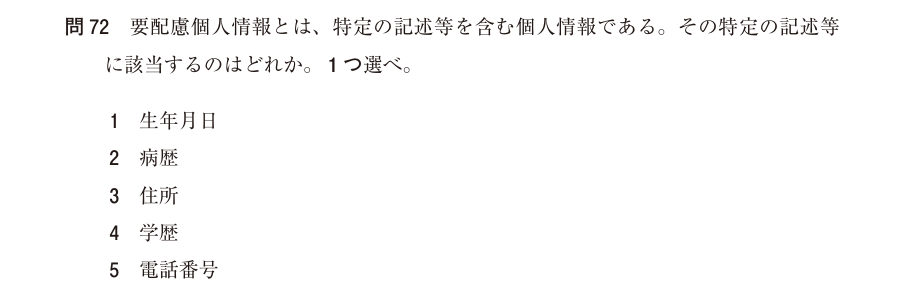 問 72　要配慮個人情報とは、特定の記述等を含む個人情報である。その特定の記述等
に該当するのはどれか。1 つ選べ。
1　生年月日
2　病歴
3　住所
4　学歴
5　電話番号